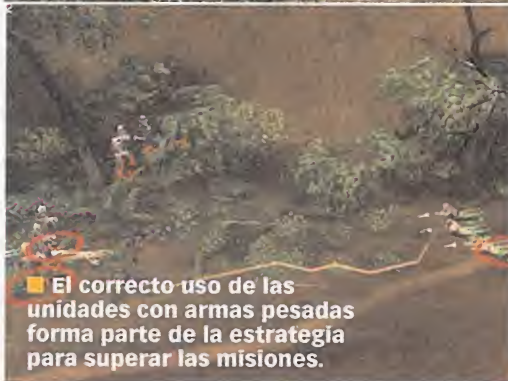 El correcto uso de las
unidades con armas pesadas
forma parte de la estrategia
para superar las misiones.